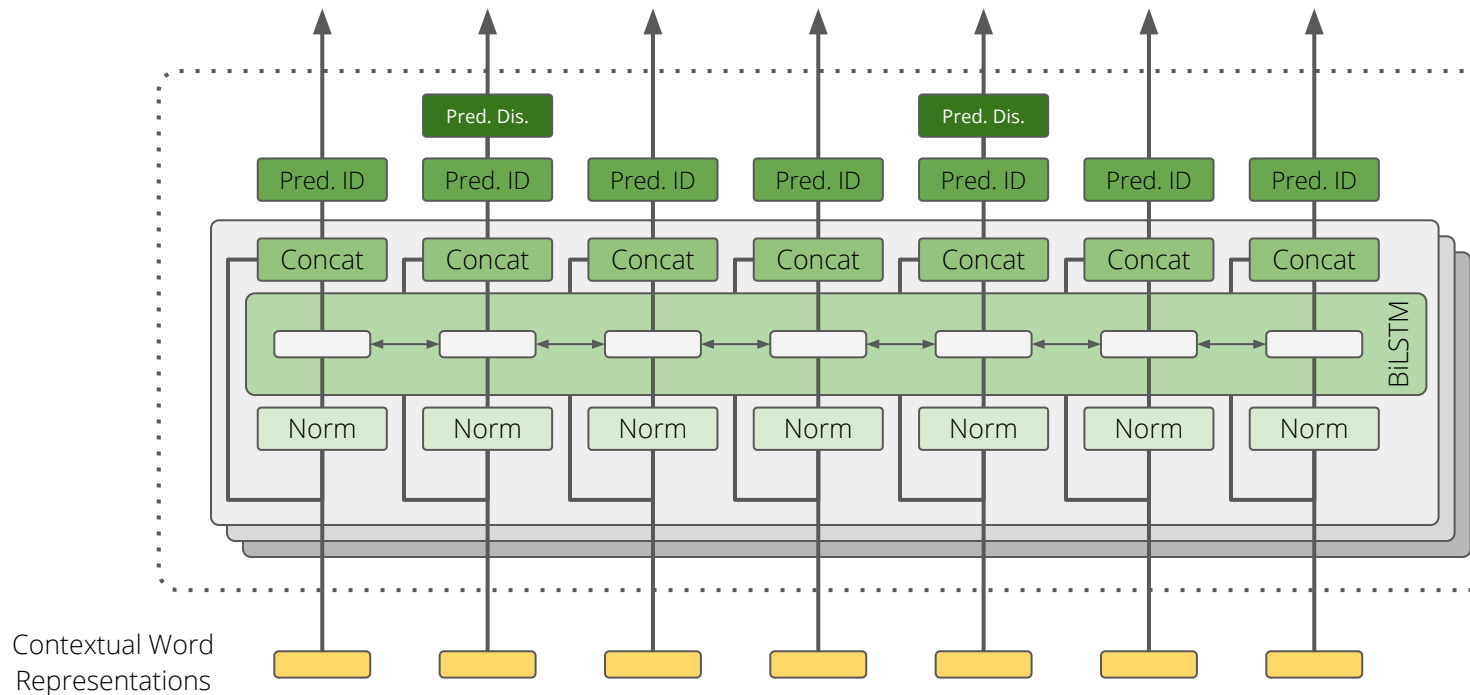 Pred. Dis. Pred. Dis.
Pred. ID Pred. ID Pred. ID Pred. ID Pred. ID Pred. ID Pred. ID
Concat Concat Concat Concat Concat Concat Concat
BiLSTM
Norm Norm Norm Norm Norm Norm Norm
Contextual Word
Representations